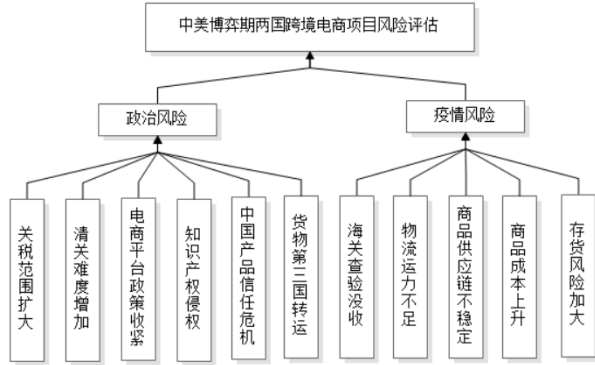 中美博弈期两国跨境电商项目风险评估
政治风险
疫情风险
关税范围扩大
清关难度增加
电商平台政策收紧
知识产权侵权
中国产品信任危机
货物第三国转运
海关查验没收
物流运力不足
商品供应链不稳定
商品成本上升
存货风险加大